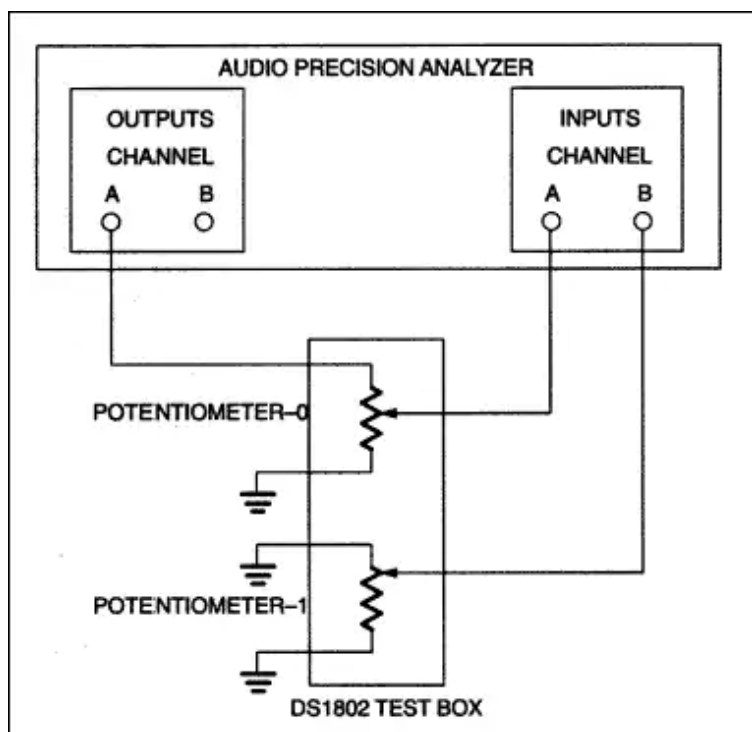 AUDIO PRECISION ANALYZER
OUTPUTS
CHANNEL
A B
INPUTS
CHANNEL
A B
POTENTIOMETER–0
POTENTIOMETER–1
DS1802 TEST BOX